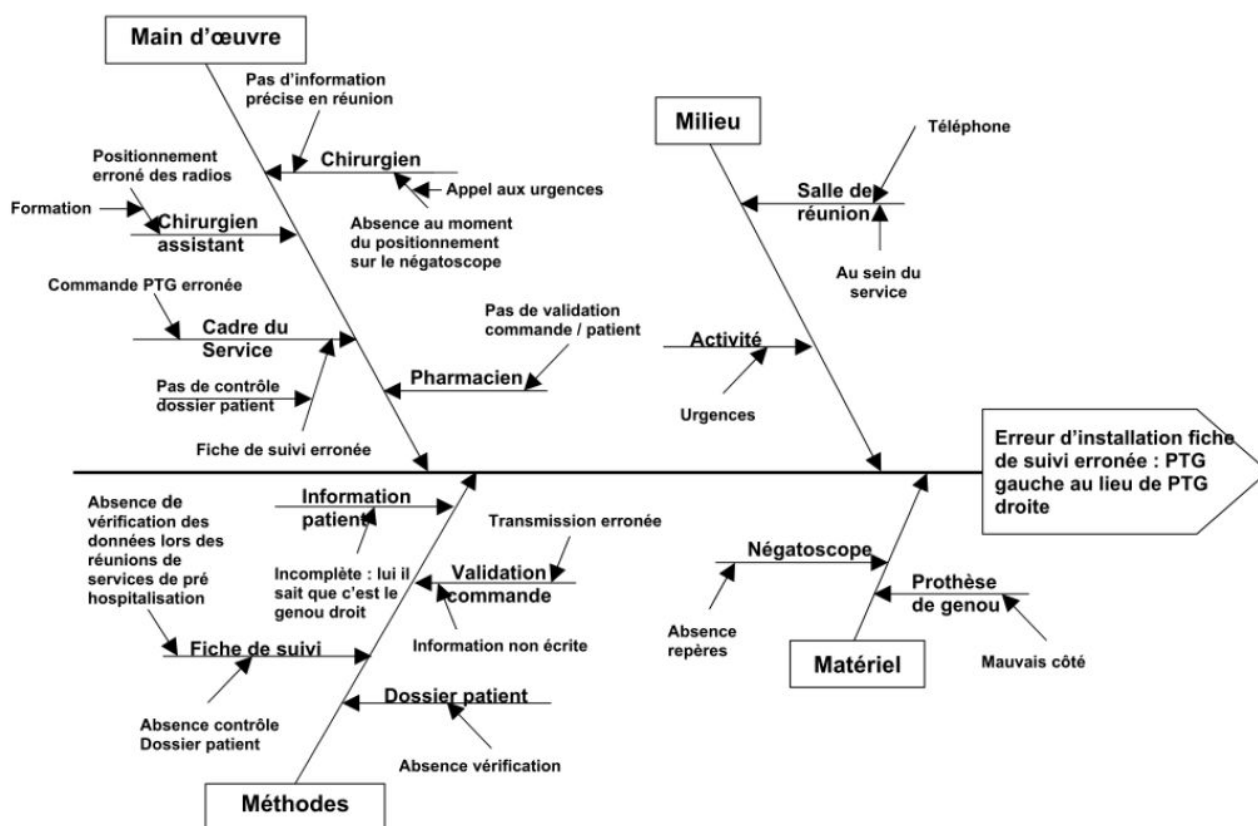 Main d’œuvre
Pas d’information
précise en réunion
Chirurgien
Appel aux urgences
Absence au moment
du positionnement
sur le négatoscope
Positionnement
erroné des radios
Formation
Chirurgien
assistant
Commande PTG erronée
Cadre du
Service
Pas de contrôle
dossier patient
Fiche de suivi erronée
Pas de validation
commande / patient
Pharmacien
Milieu
Téléphone
Salle de
réunion
Au sein du
service
Activité
Urgences
Erreur d’installation fiche
de suivi erronée : PTG
gauche au lieu de PTG
droite
Absence de
vérification des
données lors des
réunions de
services de pré
hospitalisation
Information
patient
Incomplète : lui il
sait que c’est le
genou droit
Transmission erronée
Validation
commande
Information non écrite
Fiche de suivi
Absence contrôle
Dossier patient
Dossier patient
Absence vérification
Méthodes
Négatoscope
Absence
repères
Prothèse
de genou
Mauvais côté
Matériel